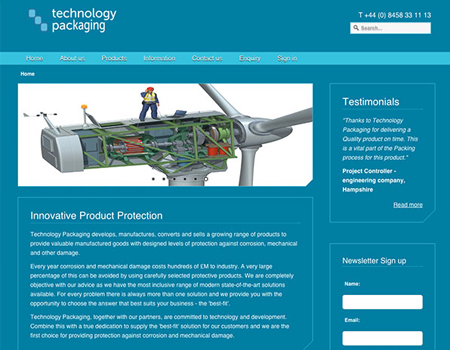 technology
packaging
T +44 (0) 8458 33 11 13
Search...
Home About us Products Information Contact us Enquiry Sign in
Home
Testimonials
"Thanks to Technology
Packaging for delivering a
Quality product on time. This
is a vital part of the Packing
process for this product."
Project Controller -
engineering company,
Hampshire
Read more
Innovative Product Protection
Technology Packaging develops, manufactures, converts and sells a growing range of products to
provide valuable manufactured goods with designed levels of protection against corrosion, mechanical
and other damage.
Every year corrosion and mechanical damage costs hundreds of £M to industry. A very large
percentage of this can be avoided by using carefully selected protective products. We are completely
objective with our advice as we have the most inclusive range of modern state-of-the-art solutions
available. For every problem there is always more than one solution and we provide you with the
opportunity to choose the answer that best suits your business - the 'best-fit'.
Technology Packaging, together with our partners, are committed to technology and development.
Combine this with a true dedication to supply the 'best-fit' solution for our customers and we are the
first choice for providing protection against corrosion and mechanical damage.
Newsletter Sign up
Name:
Email: